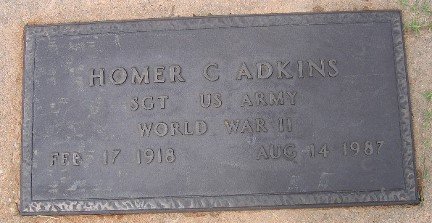 HOMER C ADKINS
SGT US ARMY
WORLD WAR II
FEB 17 1918 AUG 14 1987